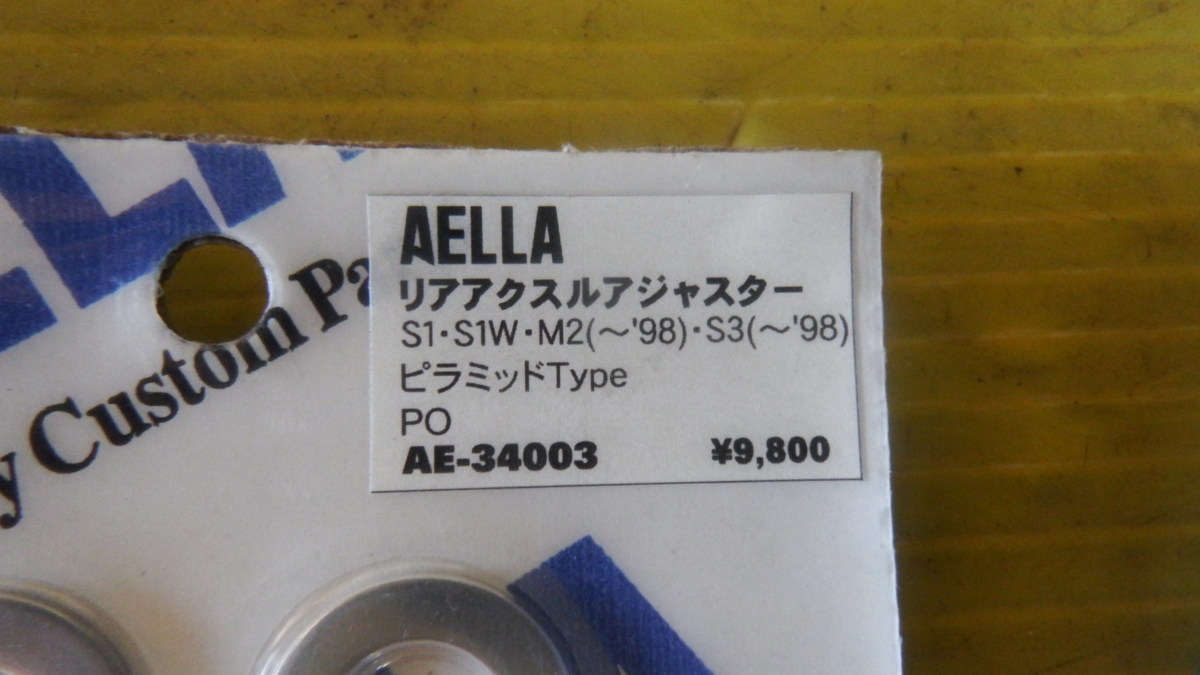 AELLA
リアアクスルアジャスター
S1・S1W・M2(〜'98)・S3(〜'98)
ピラミッドType
PO
AE-34003 ¥9,800
y Custom Pa